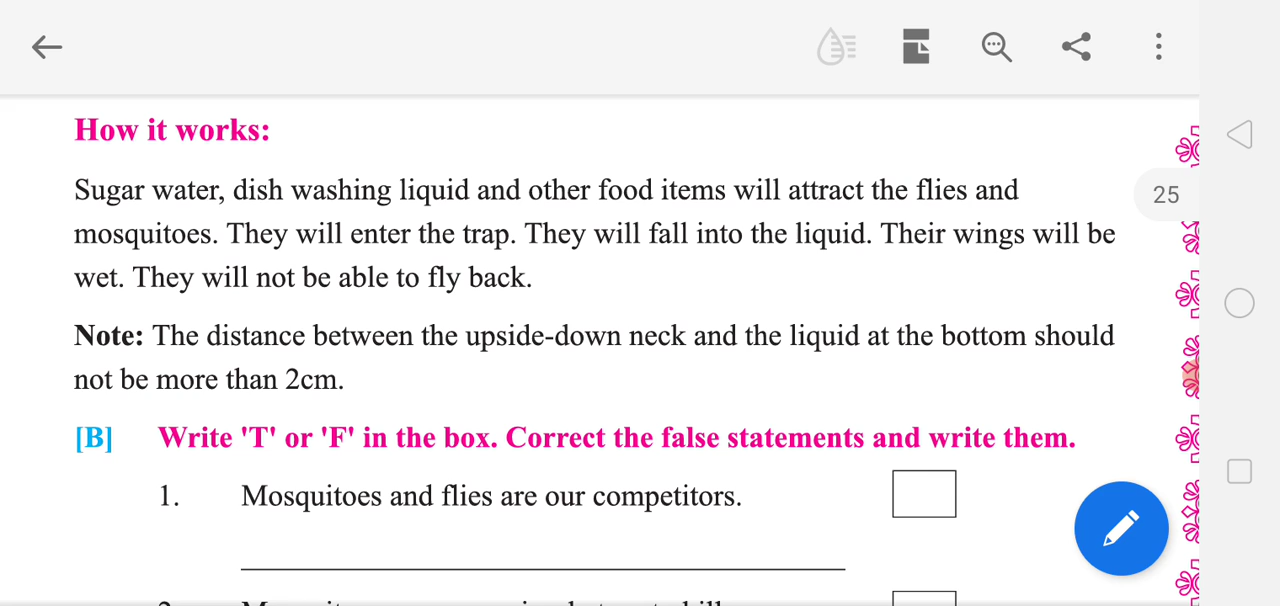 How it works:
25
Sugar water, dish washing liquid and other food items will attract the flies and
mosquitoes. They will enter the trap. They will fall into the liquid. Their wings will be
wet. They will not be able to fly back.
Note: The distance between the upside-down neck and the liquid at the bottom should
not be more than 2cm.
[B] Write 'T' or 'F' in the box. Correct the false statements and write them.
1. Mosquitoes and flies are our competitors.